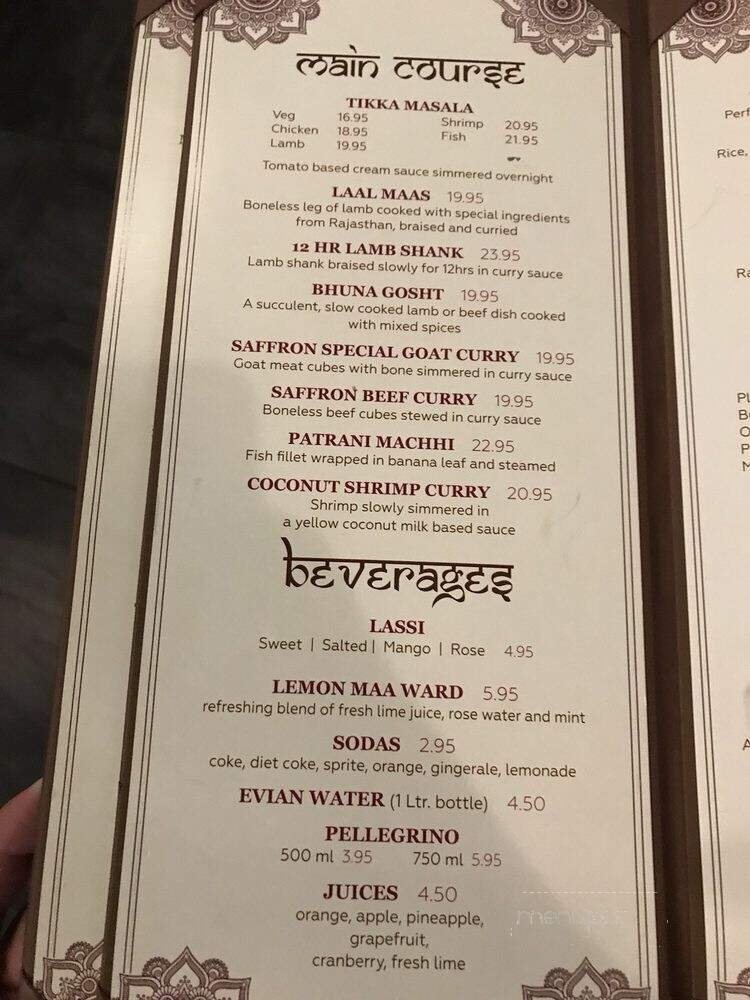 main course
TIKKA MASALA
Veg 16.95 Shrimp 20.95
Chicken 18.95 Fish 21.95
Lamb 19.95
Tomato based cream sauce simmered overnight
LAAL MAAS 19.95
Boneless leg of lamb cooked with special ingredients
from Rajasthan, braised and curried
12 HR LAMB SHANK 23.95
Lamb shank braised slowly for 12hrs in curry sauce
BHUNA GOSHT 19.95
A succulent, slow cooked lamb or beef dish cooked
with mixed spices
SAFFRON SPECIAL GOAT CURRY 19.95
Goat meat cubes with bone simmered in curry sauce
SAFFRON BEEF CURRY 19.95
Boneless beef cubes stewed in curry sauce
PATRANI MACHHI 22.95
Fish fillet wrapped in banana leaf and steamed
COCONUT SHRIMP CURRY 20.95
Shrimp slowly simmered in
a yellow coconut milk based sauce
beverages
LASSI
Sweet | Salted | Mango | Rose 4.95
LEMON MAA WARD 5.95
refreshing blend of fresh lime juice, rose water and mint
SODAS 2.95
coke, diet coke, sprite, orange, gingerale, lemonade
EVIAN WATER (1 Ltr. bottle) 4.50
PELLEGRINO
500 ml 3.95 750 ml 5.95
JUICES 4.50
orange, apple, pineapple,
grapefruit,
cranberry, fresh lime
Rice,